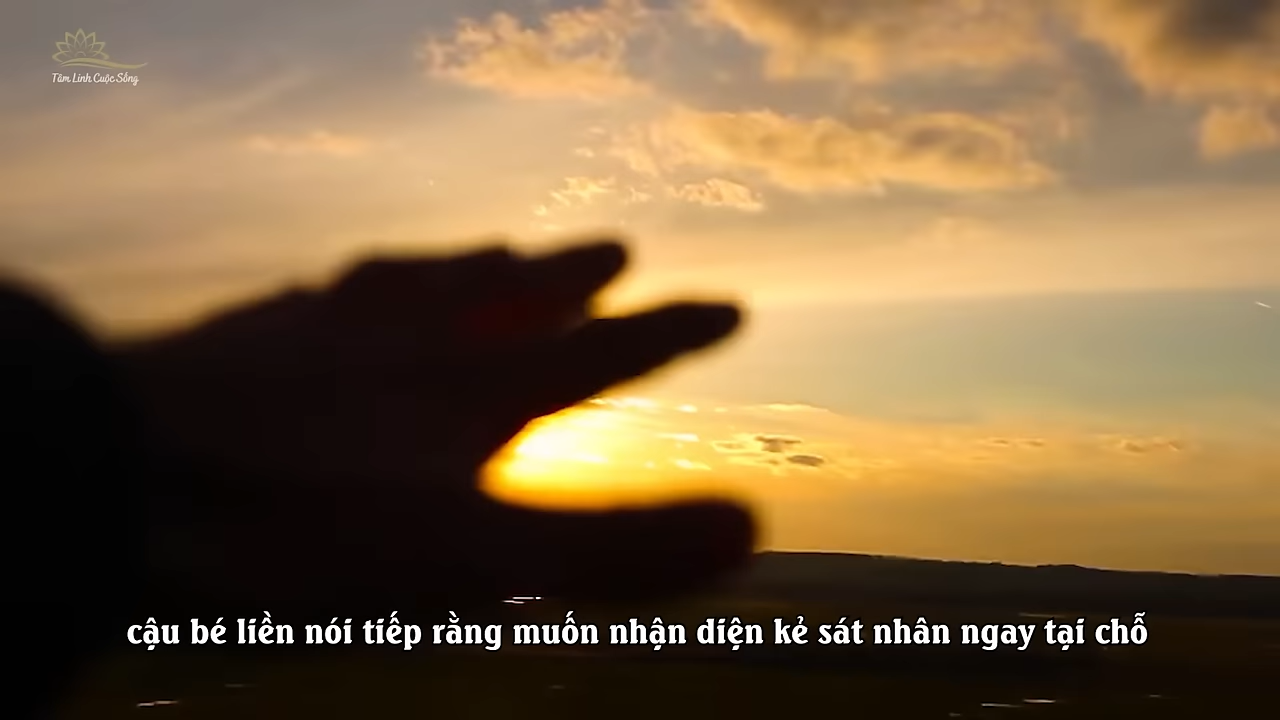 Tâm Linh Cuộc Sống
cậu bé liền nói tiếp rằng muốn nhận diện kẻ sát nhân ngay tại chỗ